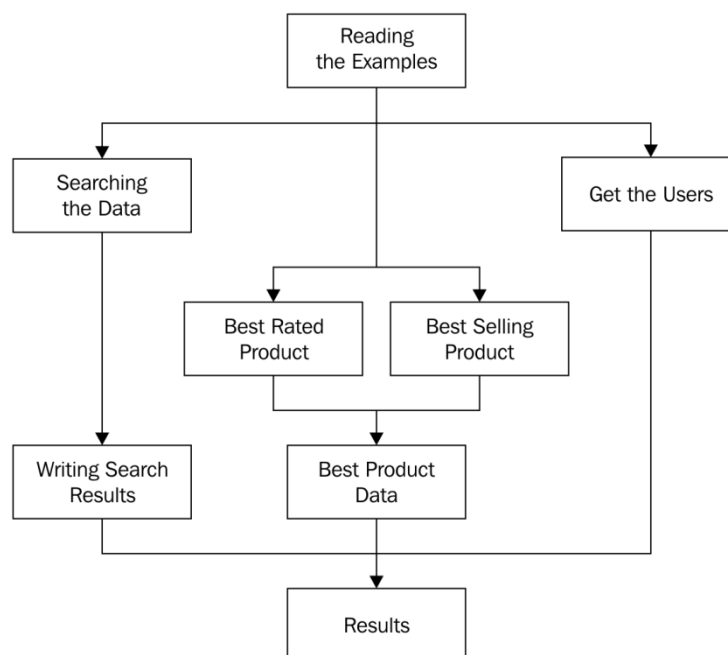 Reading
the Examples
Searching
the Data
Get the Users
Best Rated
Product
Best Selling
Product
Writing Search
Results
Best Product
Data
Results